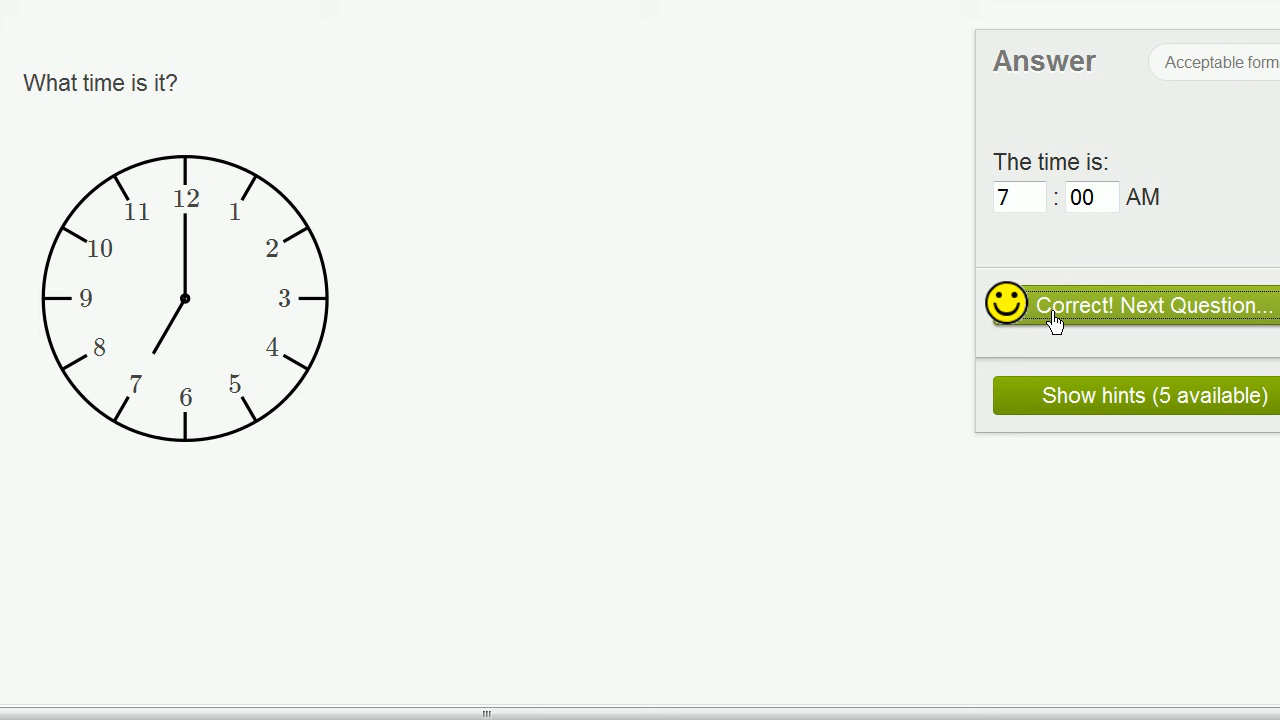 What time is it?
12
11
1
10
2
9
3
8
4
7
5
6
Answer
Acceptable form
The time is:
7 : 00 AM
Correct! Next Question...
Show hints (5 available)